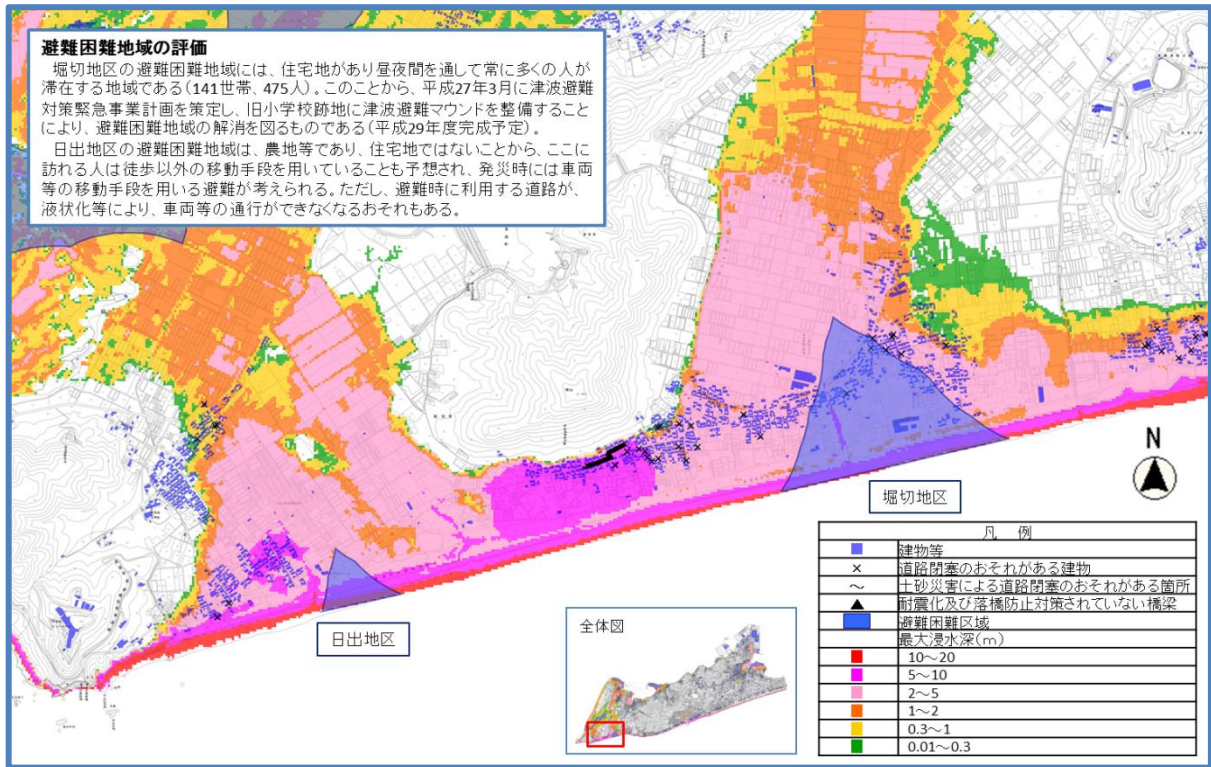 避難困難地域の評価
堀切地区の避難困難地域には、住宅地があり昼夜間を通して常に多くの人が
滞在する地域である(141世帯、475人)。このことから、平成27年3月に津波避難
対策緊急事業計画を策定し、旧小学校跡地に津波避難マウンドを整備すること
により、避難困難地域の解消を図るものである(平成29年度完成予定)。
日出地区の避難困難地域は、農地等であり、住宅地ではないことから、ここに
訪れる人は徒歩以外の移動手段を用いていることも予想され、発災時には車両
等の移動手段を用いる避難が考えられる。ただし、避難時に利用する道路が、
液状化等により、車両等の通行ができなくなるおそれもある。
N
堀切地区
日出地区
全体図
凡 例
建物等
道路閉塞のおそれがある建物
土砂災害による道路閉塞のおそれがある箇所
耐震化及び落橋防止対策されていない橋梁
避難困難区域
最大浸水深(m)
10～20
5～10
2～5
1～2
0.3～1
0.01～0.3